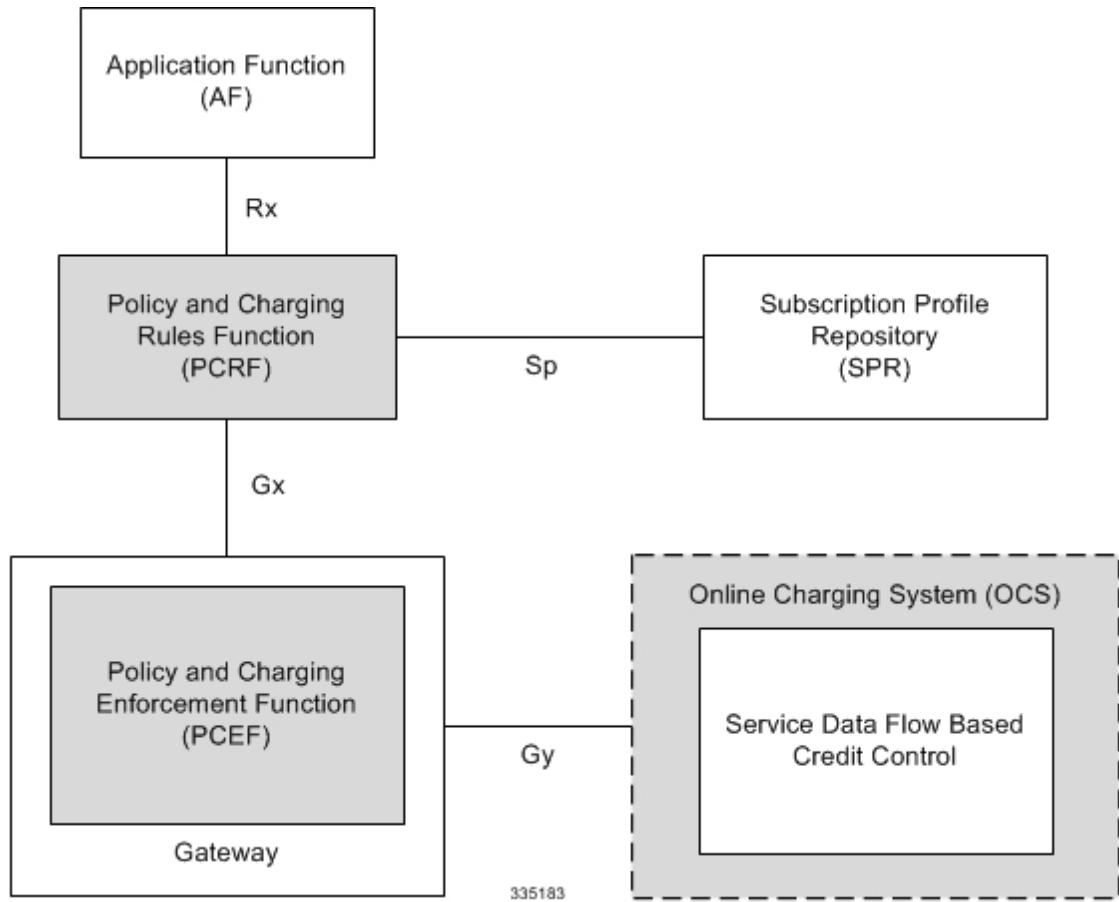 Application Function
(AF)
Rx
Policy and Charging
Rules Function
(PCRF)
Sp
Subscription Profile
Repository
(SPR)
Gx
Policy and Charging
Enforcement Function
(PCEF)
Gateway
Gy
Online Charging System (OCS)
Service Data Flow Based
Credit Control
335183